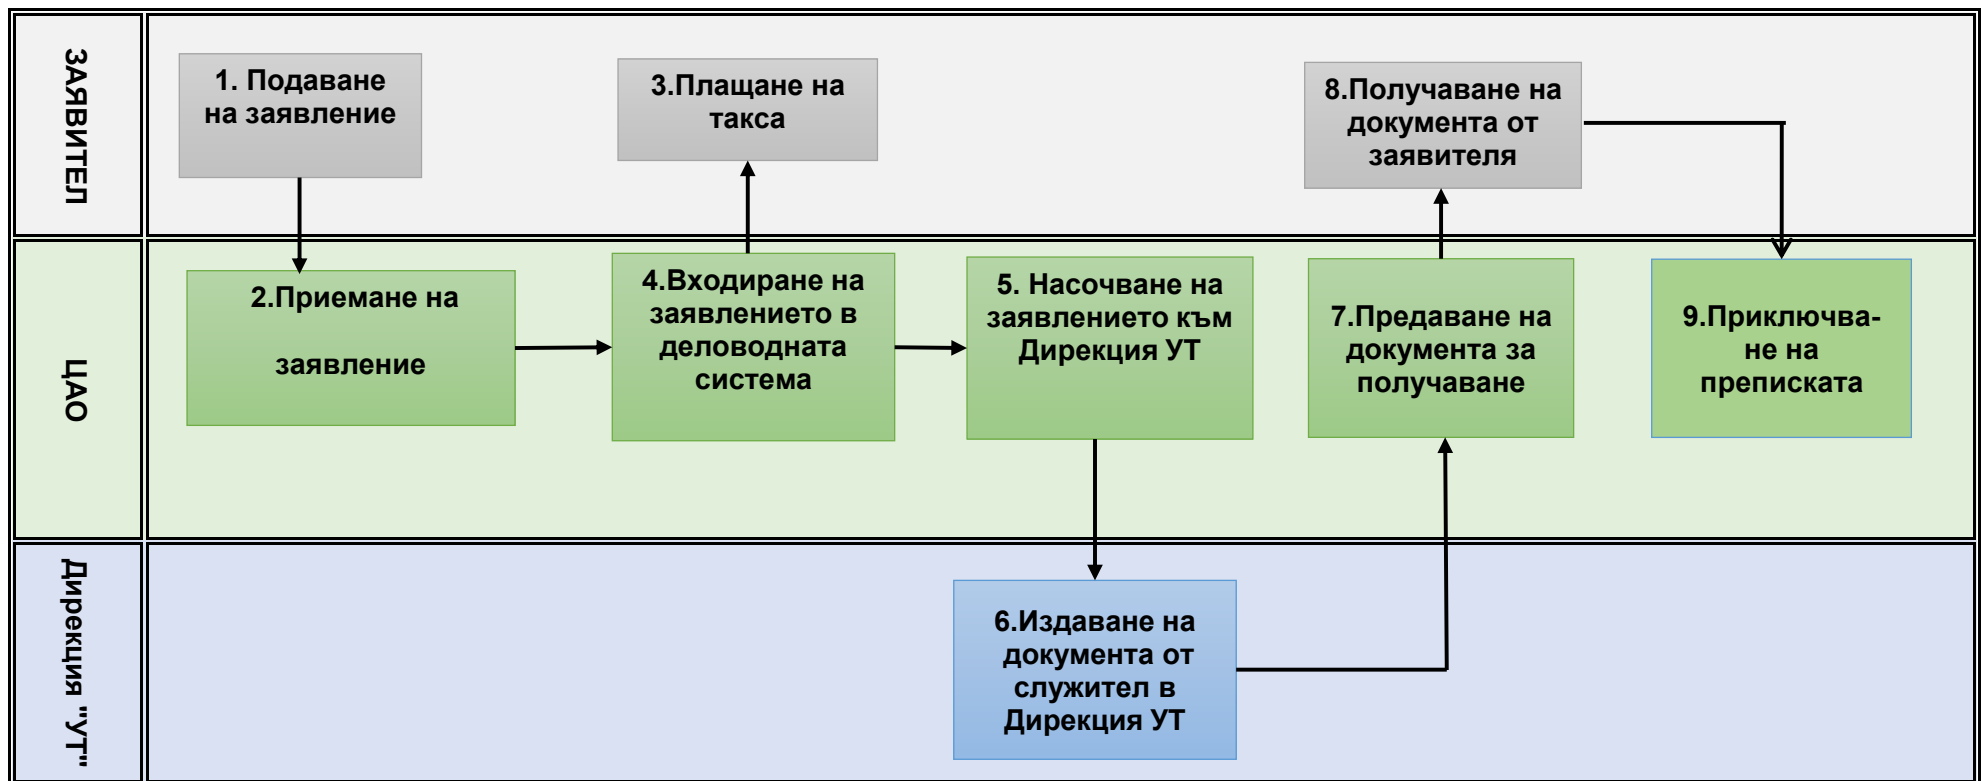 ЗАЯВИТЕЛ
1. Подаване
на заявление
3.Плащане на
такса
8.Получаване на
документа от
заявителя
ЦАО
2.Приемане на
заявление
4.Входиране на
заявлението в
деловодната
система
5. Насочване на
заявлението към
Дирекция УТ
7.Предаване на
документа за
получаване
9.Приключва-
не на
преписката
Дирекция "УТ"
6.Издаване на
документа от
служител в
Дирекция УТ